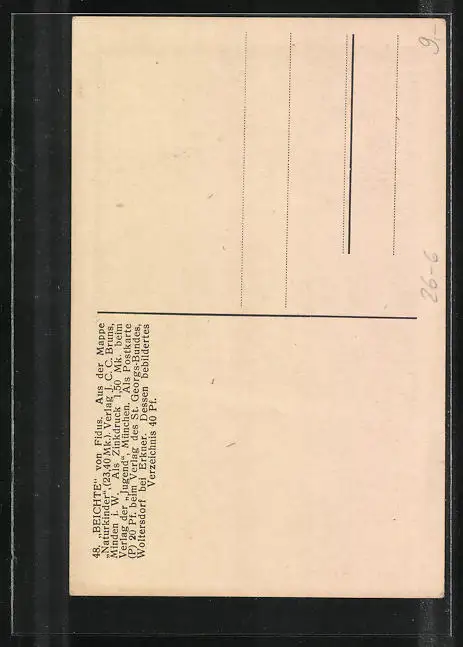 48. „BEICHTE“ von Fidus. Aus der Mappe
„Naturkinder“,(23,40 Mk.). Verlag J. C. C. Bruns,
Minden i. W. Als Zinkdruck 1,50 Mk. beim
Verlag der „Jugend“, München. Als Postkarte
(P) 20 Pf. beim Verlag des St. Georgs-Bundes,
Woltersdorf bei Erkner. Dessen bebildertes
Verzeichnis 40 Pf.
26-6
9,-